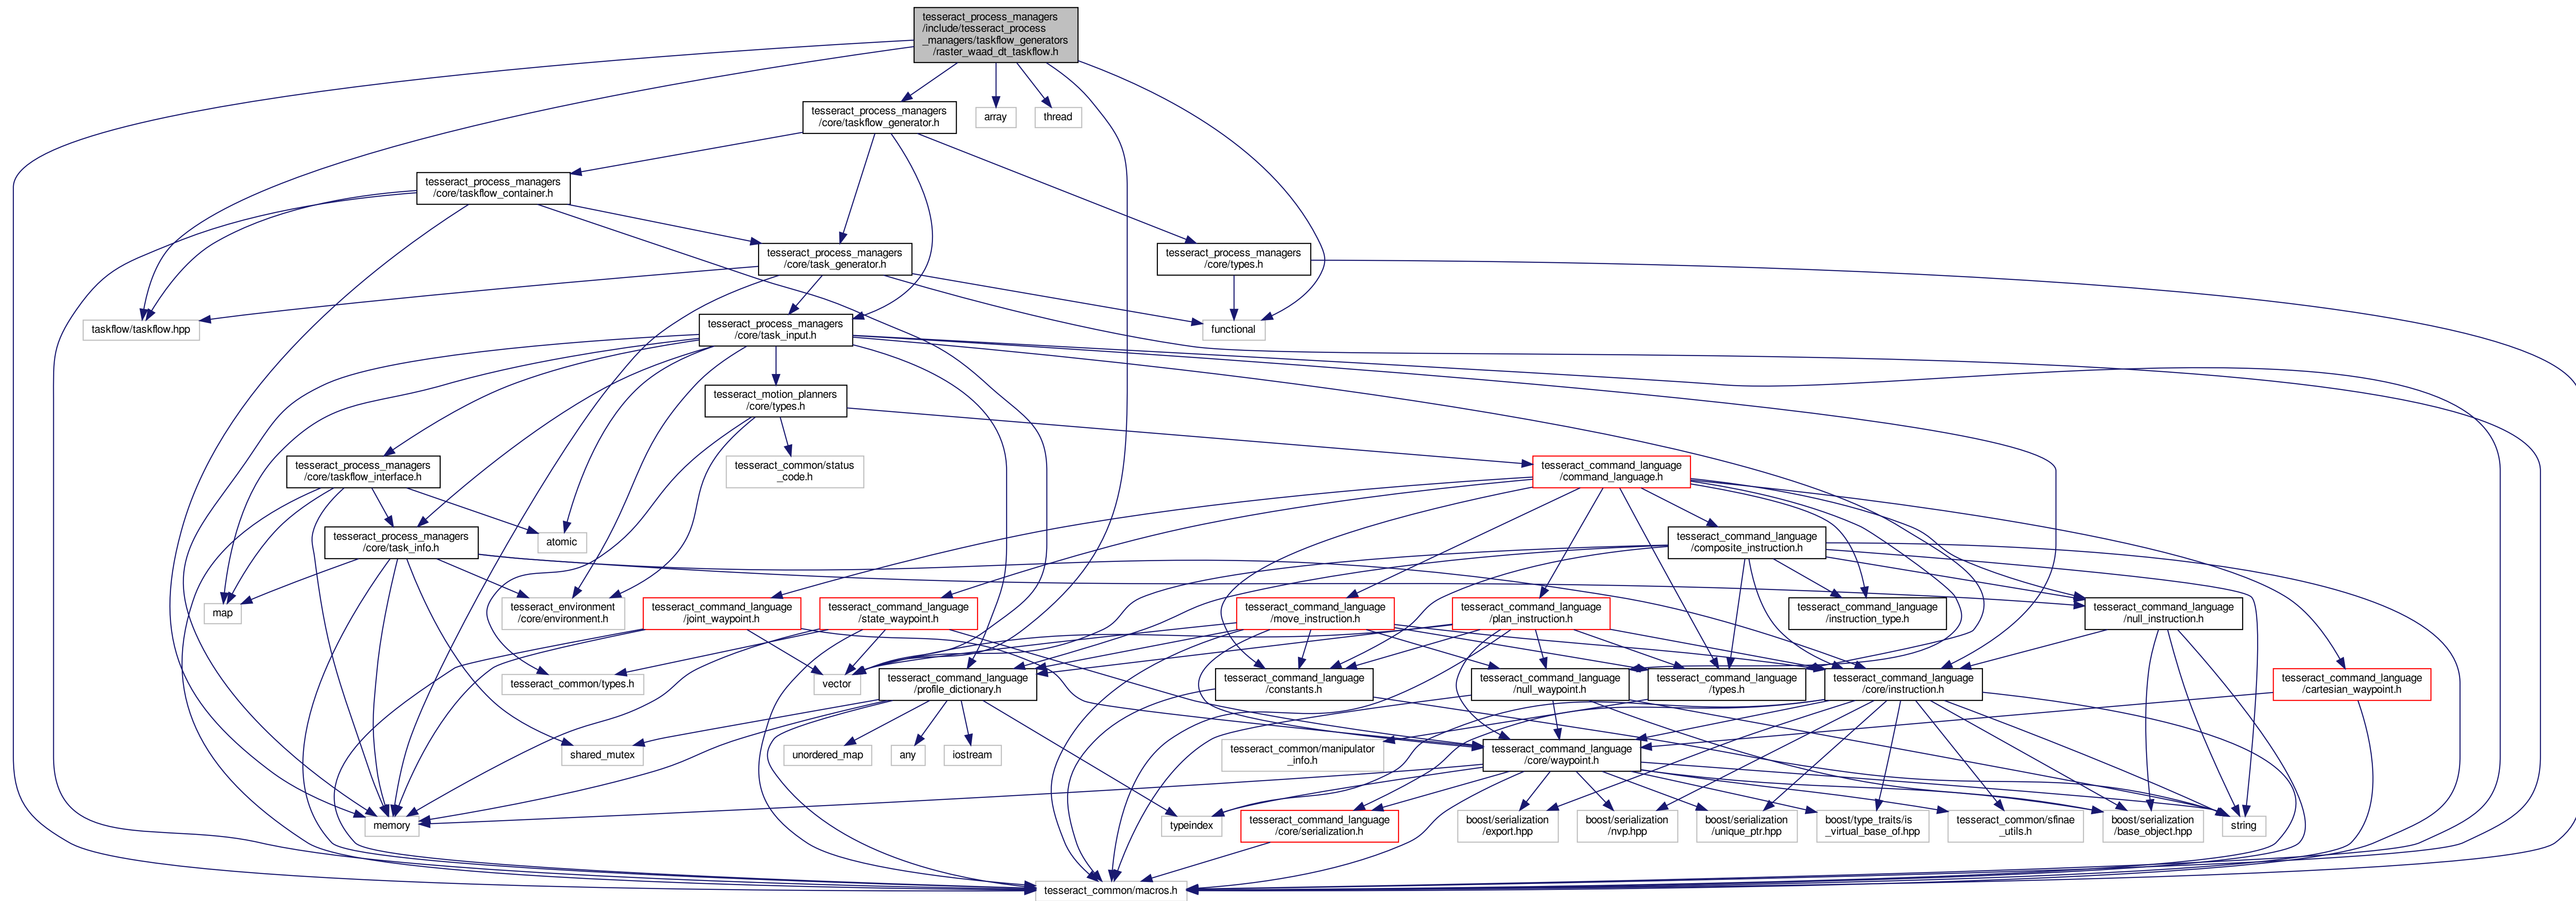 tesseract_process_managers
/include/tesseract_process
_managers/taskflow_generators
/raster_waad_dt_taskflow.h
tesseract_process_managers
/core/taskflow_generator.h
array
thread
tesseract_process_managers
/core/taskflow_container.h
tesseract_process_managers
/core/task_generator.h
tesseract_process_managers
/core/types.h
taskflow/taskflow.hpp
tesseract_process_managers
/core/task_input.h
functional
tesseract_motion_planners
/core/types.h
tesseract_process_managers
/core/taskflow_interface.h
tesseract_common/status
_code.h
tesseract_command_language
/command_language.h
tesseract_process_managers
/core/task_info.h
atomic
tesseract_command_language
/composite_instruction.h
map
tesseract_environment
/core/environment.h
tesseract_command_language
/joint_waypoint.h
tesseract_command_language
/state_waypoint.h
tesseract_command_language
/move_instruction.h
tesseract_command_language
/plan_instruction.h
tesseract_command_language
/instruction_type.h
tesseract_command_language
/null_instruction.h
tesseract_common/types.h
vector
tesseract_command_language
/profile_dictionary.h
tesseract_command_language
/constants.h
tesseract_command_language
/null_waypoint.h
tesseract_command_language
/types.h
tesseract_command_language
/core/instruction.h
tesseract_command_language
/cartesian_waypoint.h
shared_mutex
unordered_map
any
iostream
tesseract_common/manipulator
_info.h
tesseract_command_language
/core/waypoint.h
memory
typeindex
tesseract_command_language
/core/serialization.h
boost/serialization
/export.hpp
boost/serialization
/nvp.hpp
boost/serialization
/unique_ptr.hpp
boost/type_traits/is
_virtual_base_of.hpp
tesseract_common/sfinae
_utils.h
boost/serialization
/base_object.hpp
string
tesseract_common/macros.h